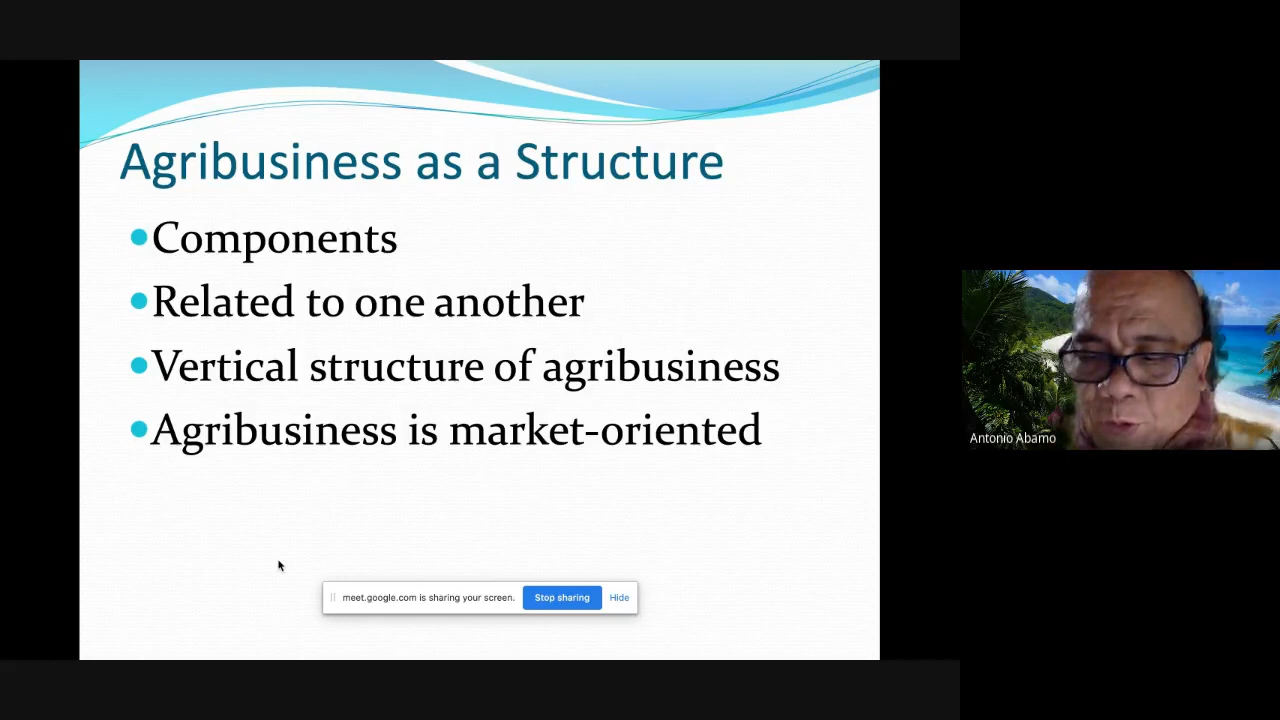 Agribusiness as a Structure
Components
Related to one another
Vertical structure of agribusiness
Agribusiness is market-oriented
meet.google.com is sharing your screen. Stop sharing Hide
Antonio Abamo